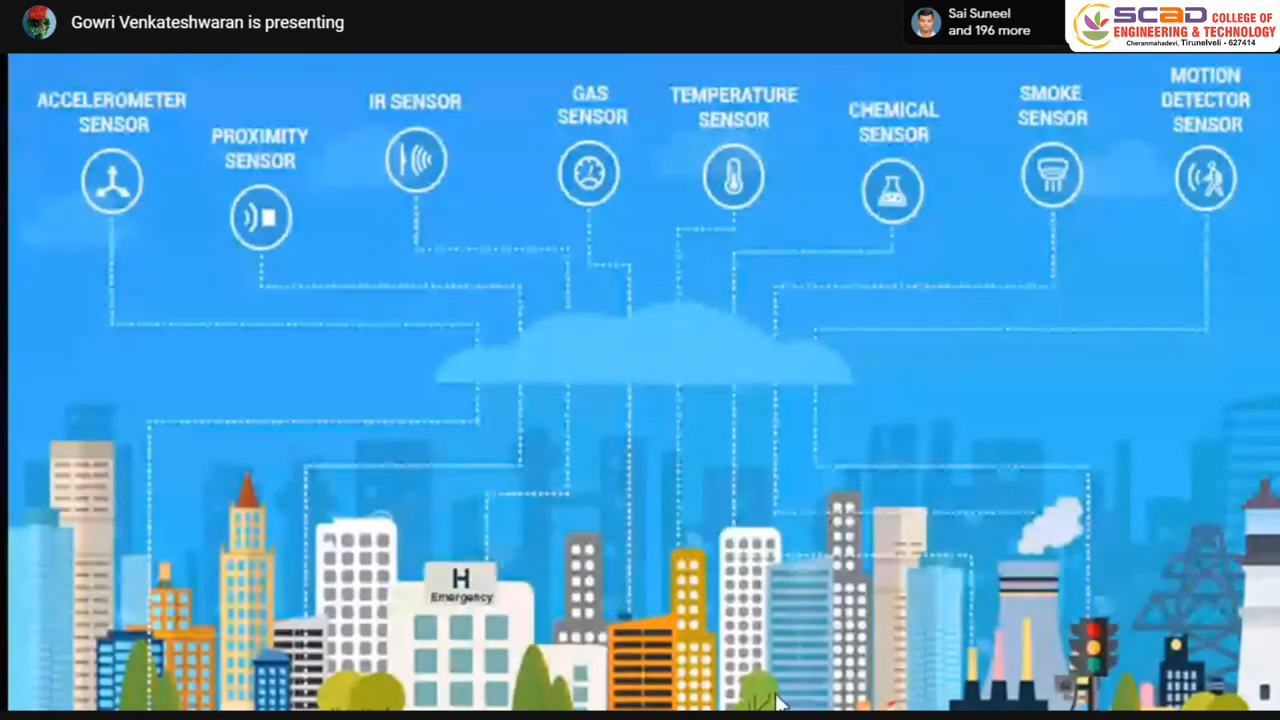 Gowri Venkateshwaran is presenting
Sai Suneel
and 196 more
SCAD COLLEGE OF
ENGINEERING & TECHNOLOGY
Cheranmahadevi, Tirunelveli - 627414
ACCELEROMETER
SENSOR
PROXIMITY
SENSOR
IR SENSOR
GAS
SENSOR
TEMPERATURE
SENSOR
CHEMICAL
SENSOR
SMOKE
SENSOR
MOTION
DETECTOR
SENSOR
H
Emergency